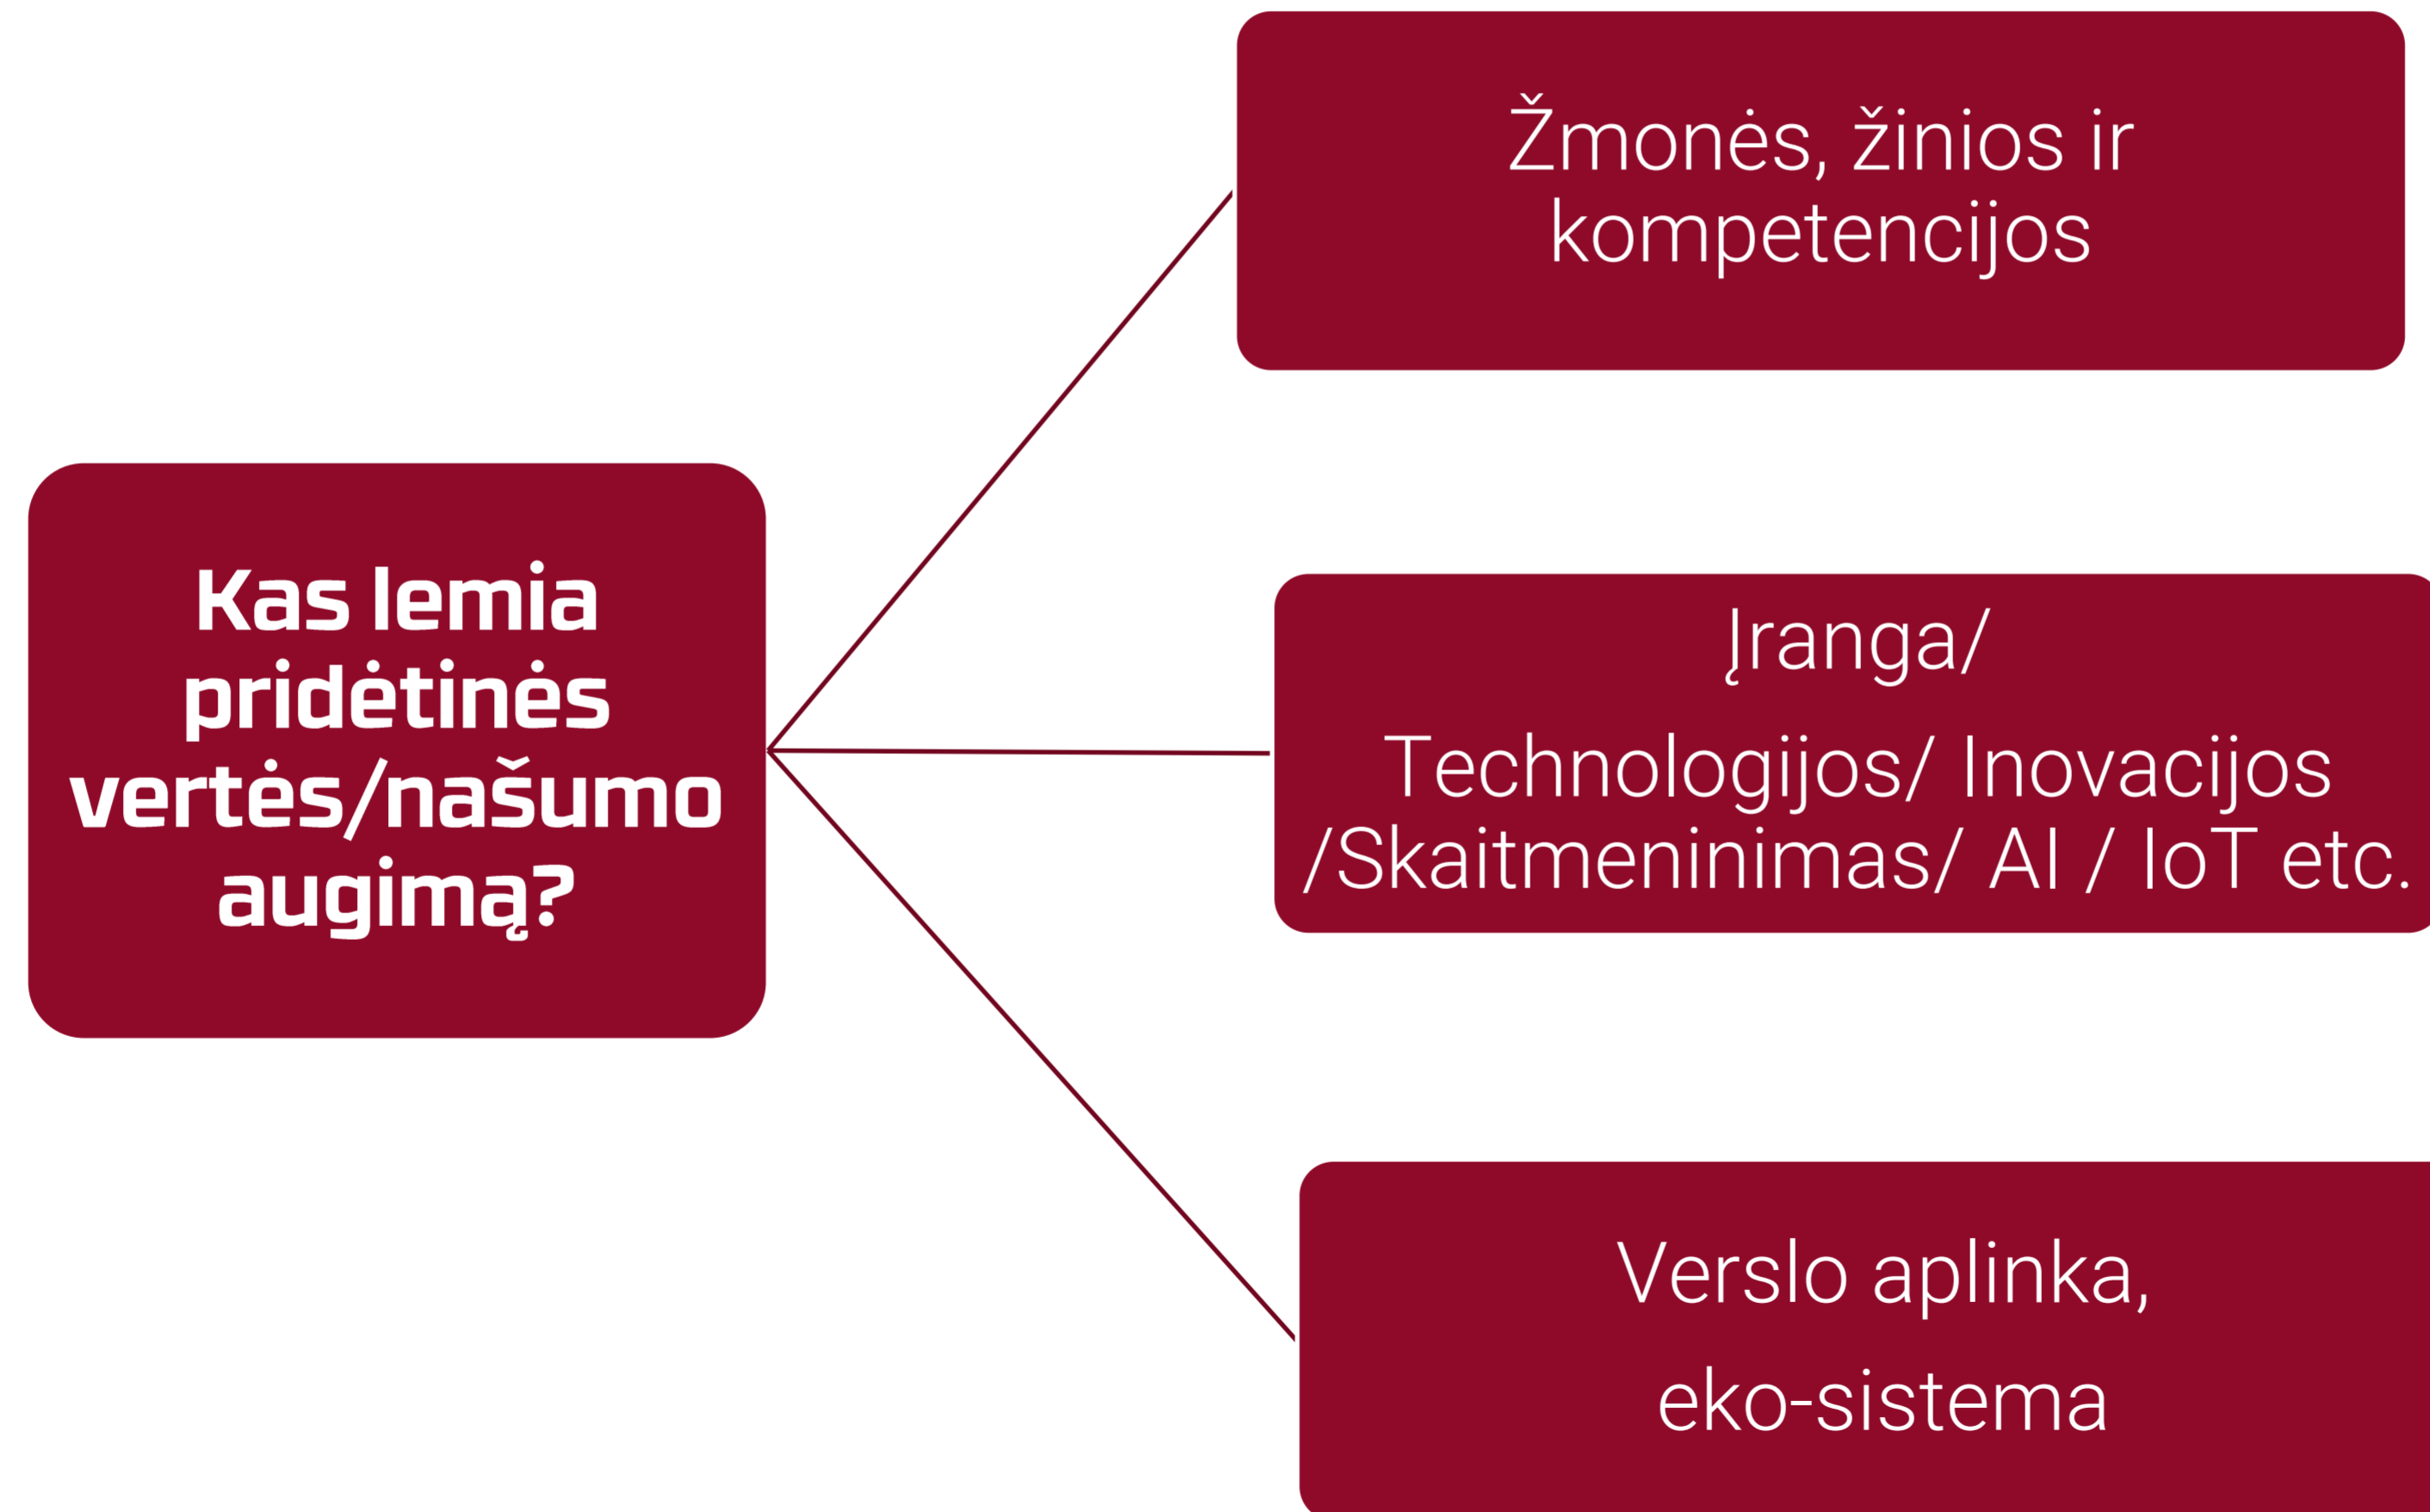 Kas lemia
pridėtinės
vertės/našumo
augimą?
Žmonės, žinios ir
kompetencijos
Įranga/
Technologijos/ Inovacijos
/Skaitmeninimas/ AI / IoT etc.
Verslo aplinka,
eko-sistema